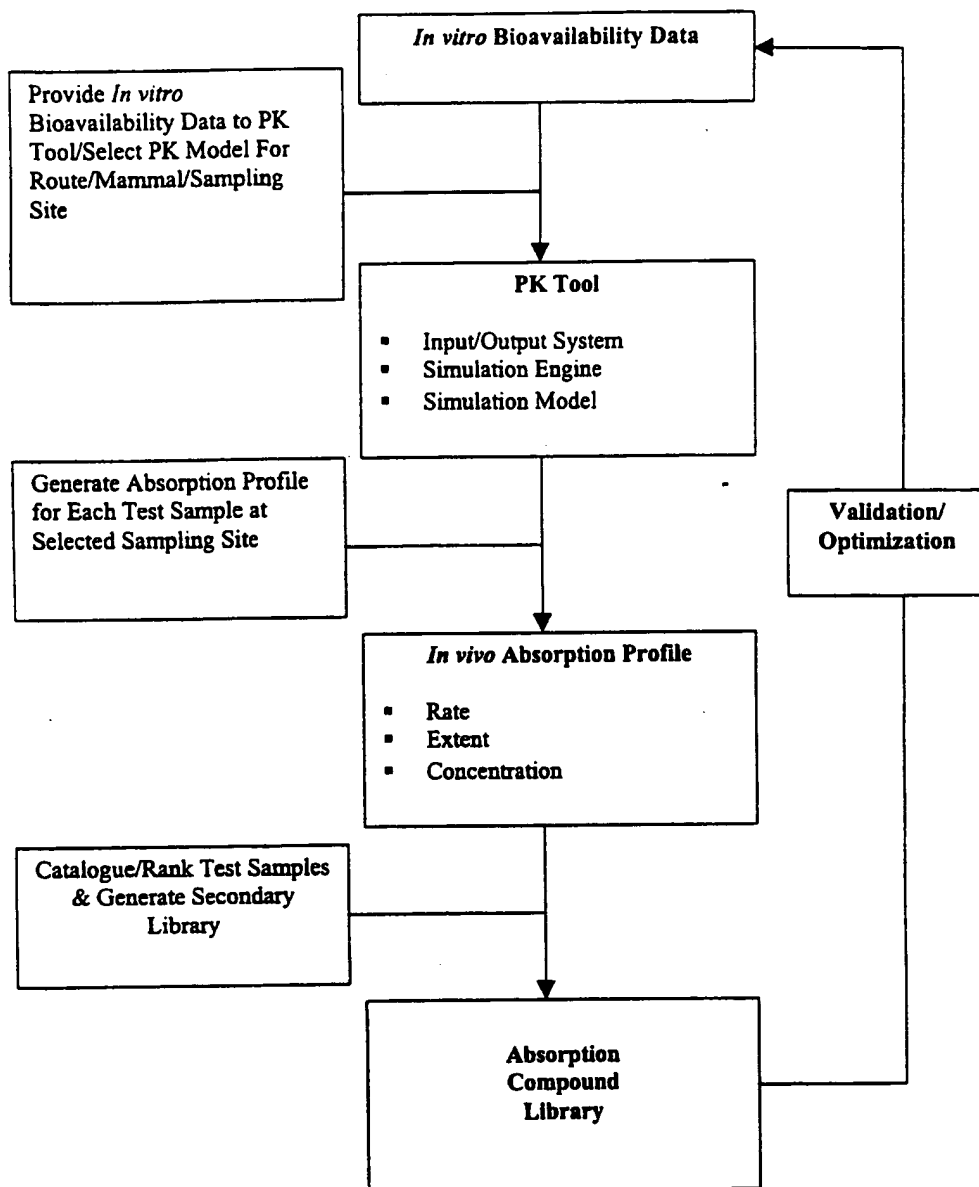 In vitro Bioavailability Data
Provide In vitro
Bioavailability Data to PK
Tool/Select PK Model For
Route/Mammal/Sampling
Site
PK Tool
▪ Input/Output System
▪ Simulation Engine
▪ Simulation Model
Generate Absorption Profile
for Each Test Sample at
Selected Sampling Site
Validation/
Optimization
In vivo Absorption Profile
▪ Rate
▪ Extent
▪ Concentration
Catalogue/Rank Test Samples
& Generate Secondary
Library
Absorption
Compound
Library